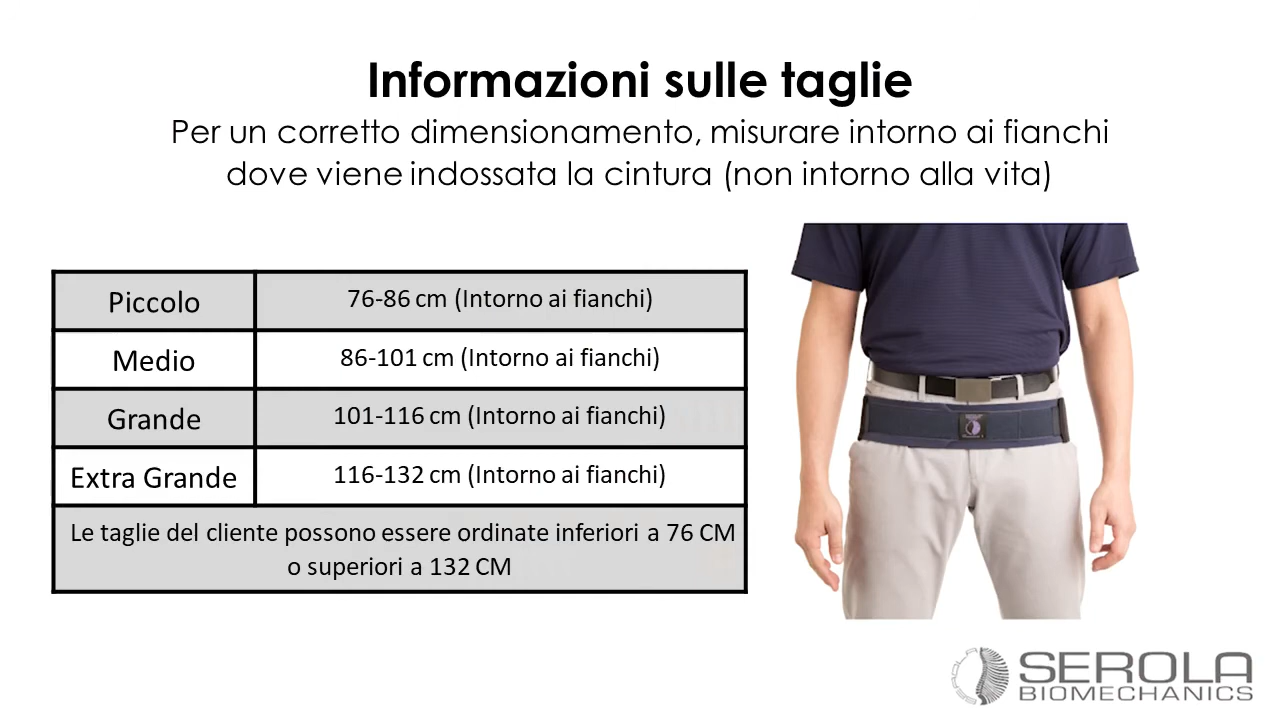 Informazioni sulle taglie
Per un corretto dimensionamento, misurare intorno ai fianchi
dove viene indossata la cintura (non intorno alla vita)
Piccolo 76-86 cm (Intorno ai fianchi)
Medio 86-101 cm (Intorno ai fianchi)
Grande 101-116 cm (Intorno ai fianchi)
Extra Grande 116-132 cm (Intorno ai fianchi)
Le taglie del cliente possono essere ordinate inferiori a 76 CM
o superiori a 132 CM
SEROLA
BIOMECHANICS